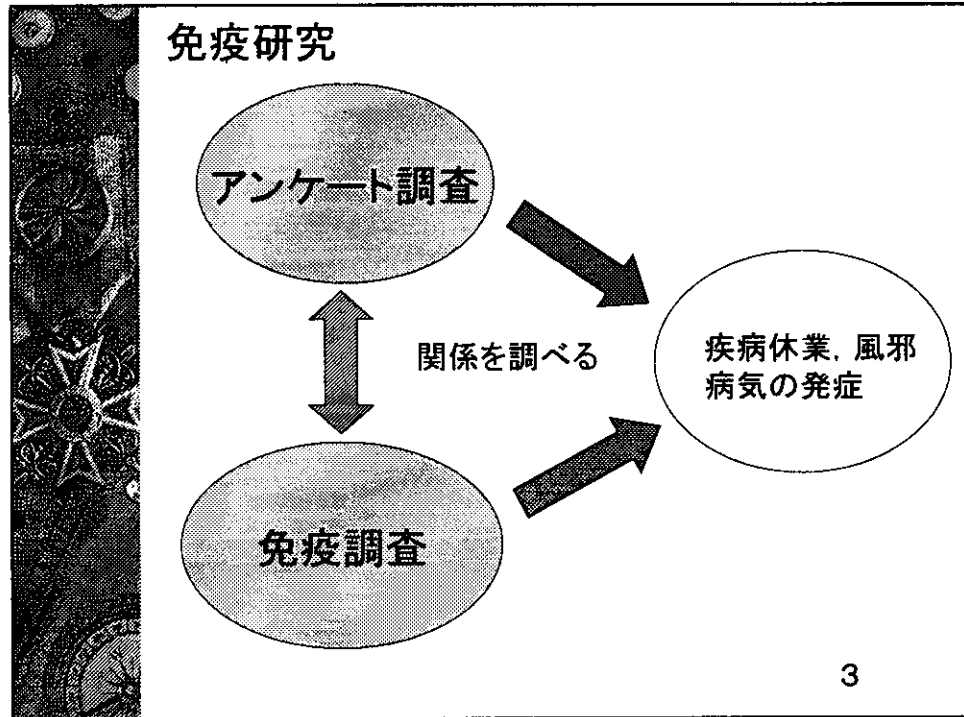 免疫研究
アンケート調査
関係を調べる
疾病休業，風邪
病気の発症
免疫調査
3